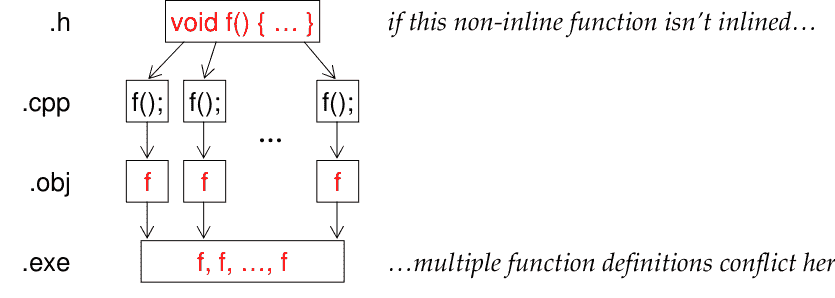 .h void f() { … } if this non-inline function isn't inlined…
.cpp f(); f(); … f();
.obj f f f
.exe f, f, …, f …multiple function definitions conflict her